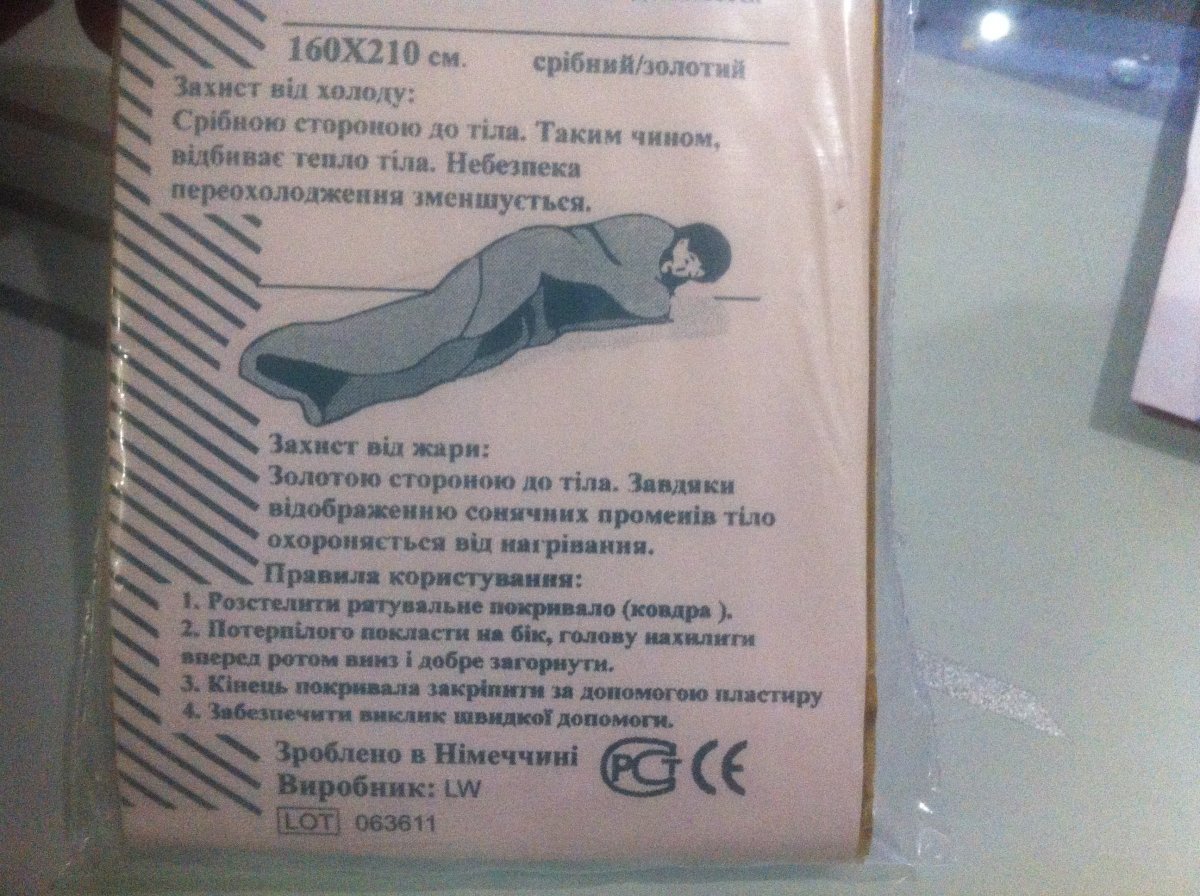 160X210 см. срібний/золотий
Захист від холоду:
Срібною стороною до тіла. Таким чином,
відбиває тепло тіла. Небезпека
переохолодження зменшується.
Захист від жари:
Золотою стороною до тіла. Завдяки
відображенню сонячних променів тіло
охороняється від нагрівання.
Правила користування:
1. Розстелити рятувальне покривало (ковдра ).
2. Потерпілого покласти на бік, голову нахилити
вперед ротом вниз і добре загорнути.
3. Кінець покривала закріпити за допомогою пластиру
4. Забезпечити виклик швидкої допомоги.
Зроблено в Німеччині
РСТ CE
Виробник: LW
LOT 063611